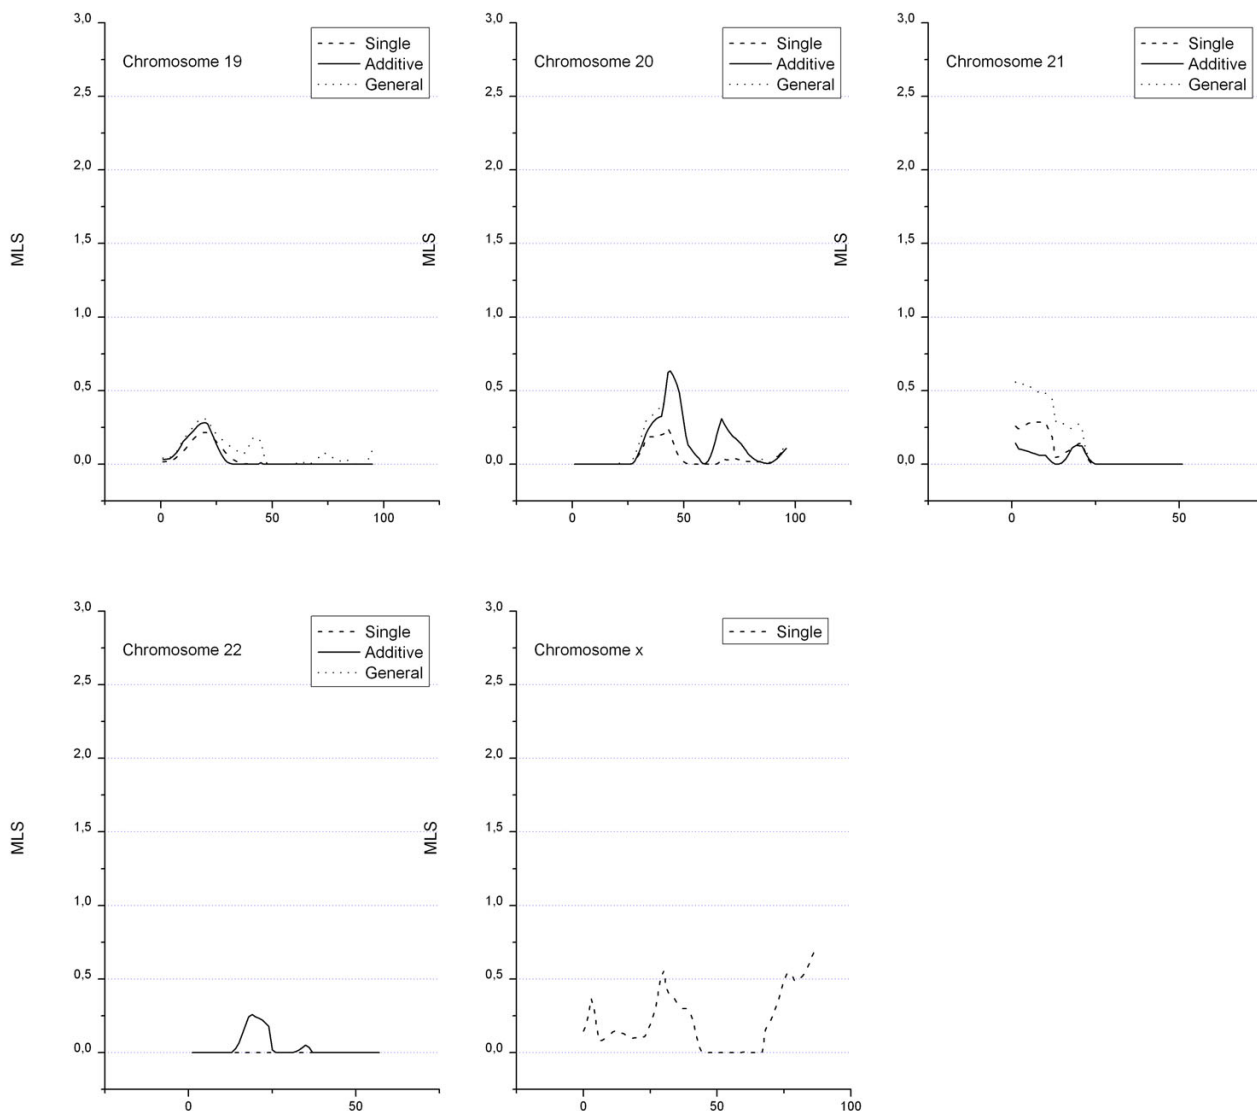 3,0
Single
Chromosome 19
Additive
General
2,5
2,0
1,5
MLS
1,0
0,5
0,0
0
50
100
3,0
Single
Chromosome 20
Additive
General
2,5
2,0
1,5
MLS
1,0
0,5
0,0
0
50
100
3,0
Single
Chromosome 21
Additive
General
2,5
2,0
1,5
MLS
1,0
0,5
0,0
0
50
3,0
Single
Chromosome 22
Additive
General
2,5
2,0
1,5
MLS
1,0
0,5
0,0
0
50
3,0
Single
Chromosome x
2,5
2,0
1,5
MLS
1,0
0,5
0,0
0
50
100